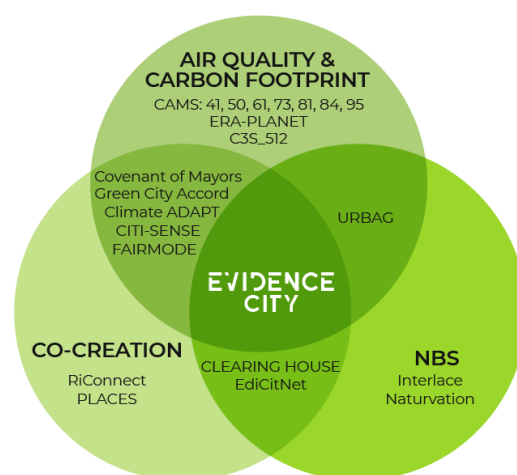 AIR QUALITY &
CARBON FOOTPRINT
CAMS: 41, 50, 61, 73, 81, 84, 95
ERA-PLANET
C3S_512
Covenant of Mayors
Green City Accord
Climate ADAPT
CITI-SENSE
FAIRMODE
URBAG
EVIDENCE
CITY
CO-CREATION
RiConnect
PLACES
CLEARING HOUSE
EdiCitNet
NBS
Interlace
Naturvation